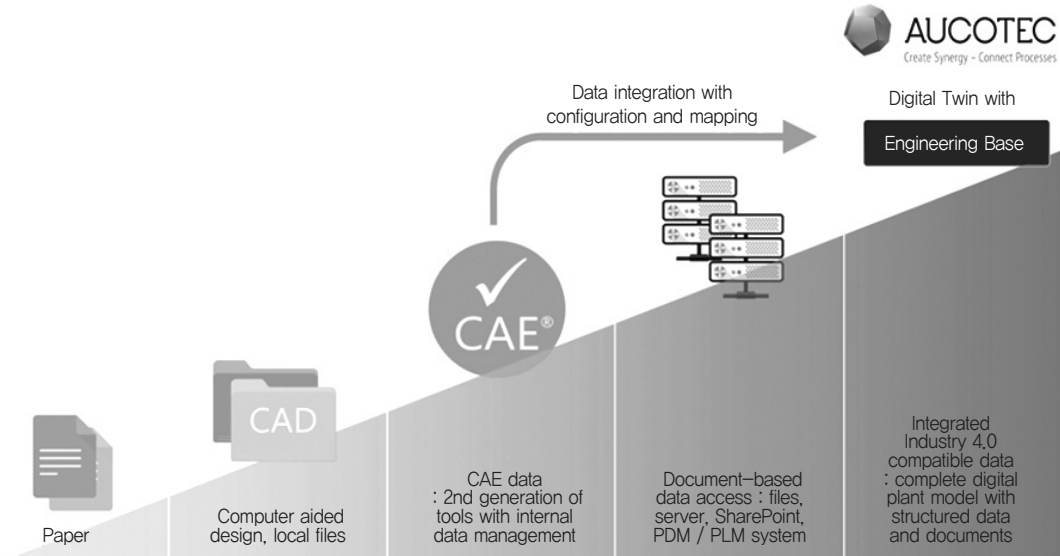 AUCOTEC
Create Synergy - Connect Processes
Data integration with
configuration and mapping
Digital Twin with
Engineering Base
CAE®
CAD
Paper
Computer aided
design, local files
CAE data
: 2nd generation of
tools with internal
data management
Document-based
data access : files,
server, SharePoint,
PDM / PLM system
Integrated
Industry 4.0
compatible data
: complete digital
plant model with
structured data
and documents